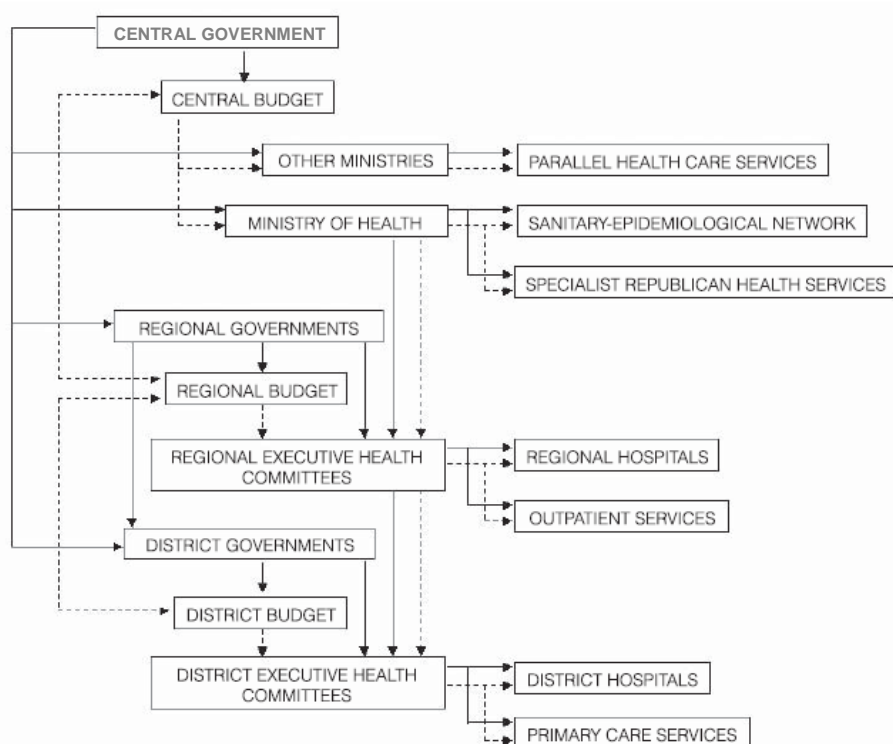 CENTRAL GOVERNMENT
CENTRAL BUDGET
OTHER MINISTRIES
PARALLEL HEALTH CARE SERVICES
MINISTRY OF HEALTH
SANITARY-EPIDEMIOLOGICAL NETWORK
SPECIALIST REPUBLICAN HEALTH SERVICES
REGIONAL GOVERNMENTS
REGIONAL BUDGET
REGIONAL EXECUTIVE HEALTH
COMMITTEES
REGIONAL HOSPITALS
OUTPATIENT SERVICES
DISTRICT GOVERNMENTS
DISTRICT BUDGET
DISTRICT EXECUTIVE HEALTH
COMMITTEES
DISTRICT HOSPITALS
PRIMARY CARE SERVICES